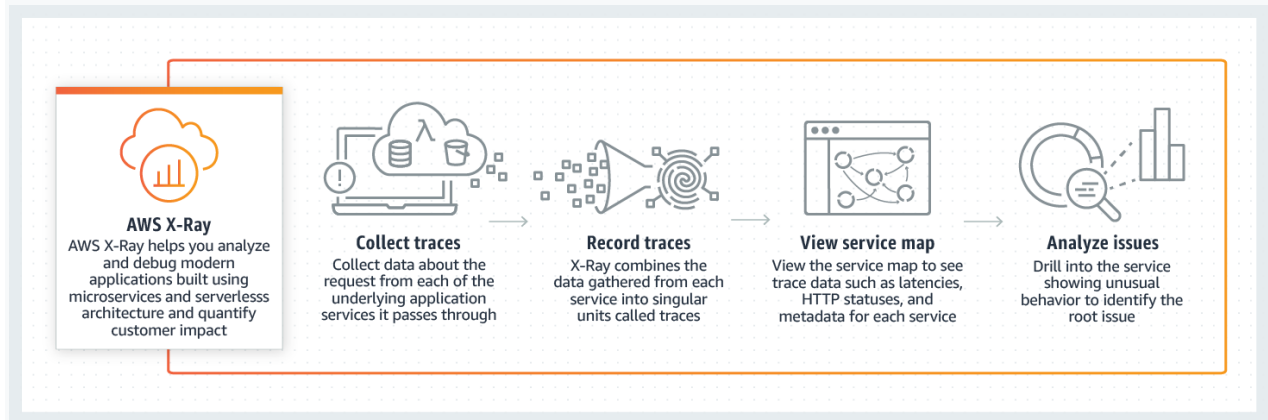 AWS X-Ray
AWS X-Ray helps you analyze
and debug modern
applications built using
microservices and serverlesss
architecture and quantify
customer impact
Collect traces
Collect data about the
request from each of the
underlying application
services it passes through
Record traces
X-Ray combines the
data gathered from each
service into singular
units called traces
View service map
View the service map to see
trace data such as latencies,
HTTP statuses, and
metadata for each service
Analyze issues
Drill into the service
showing unusual
behavior to identify the
root issue